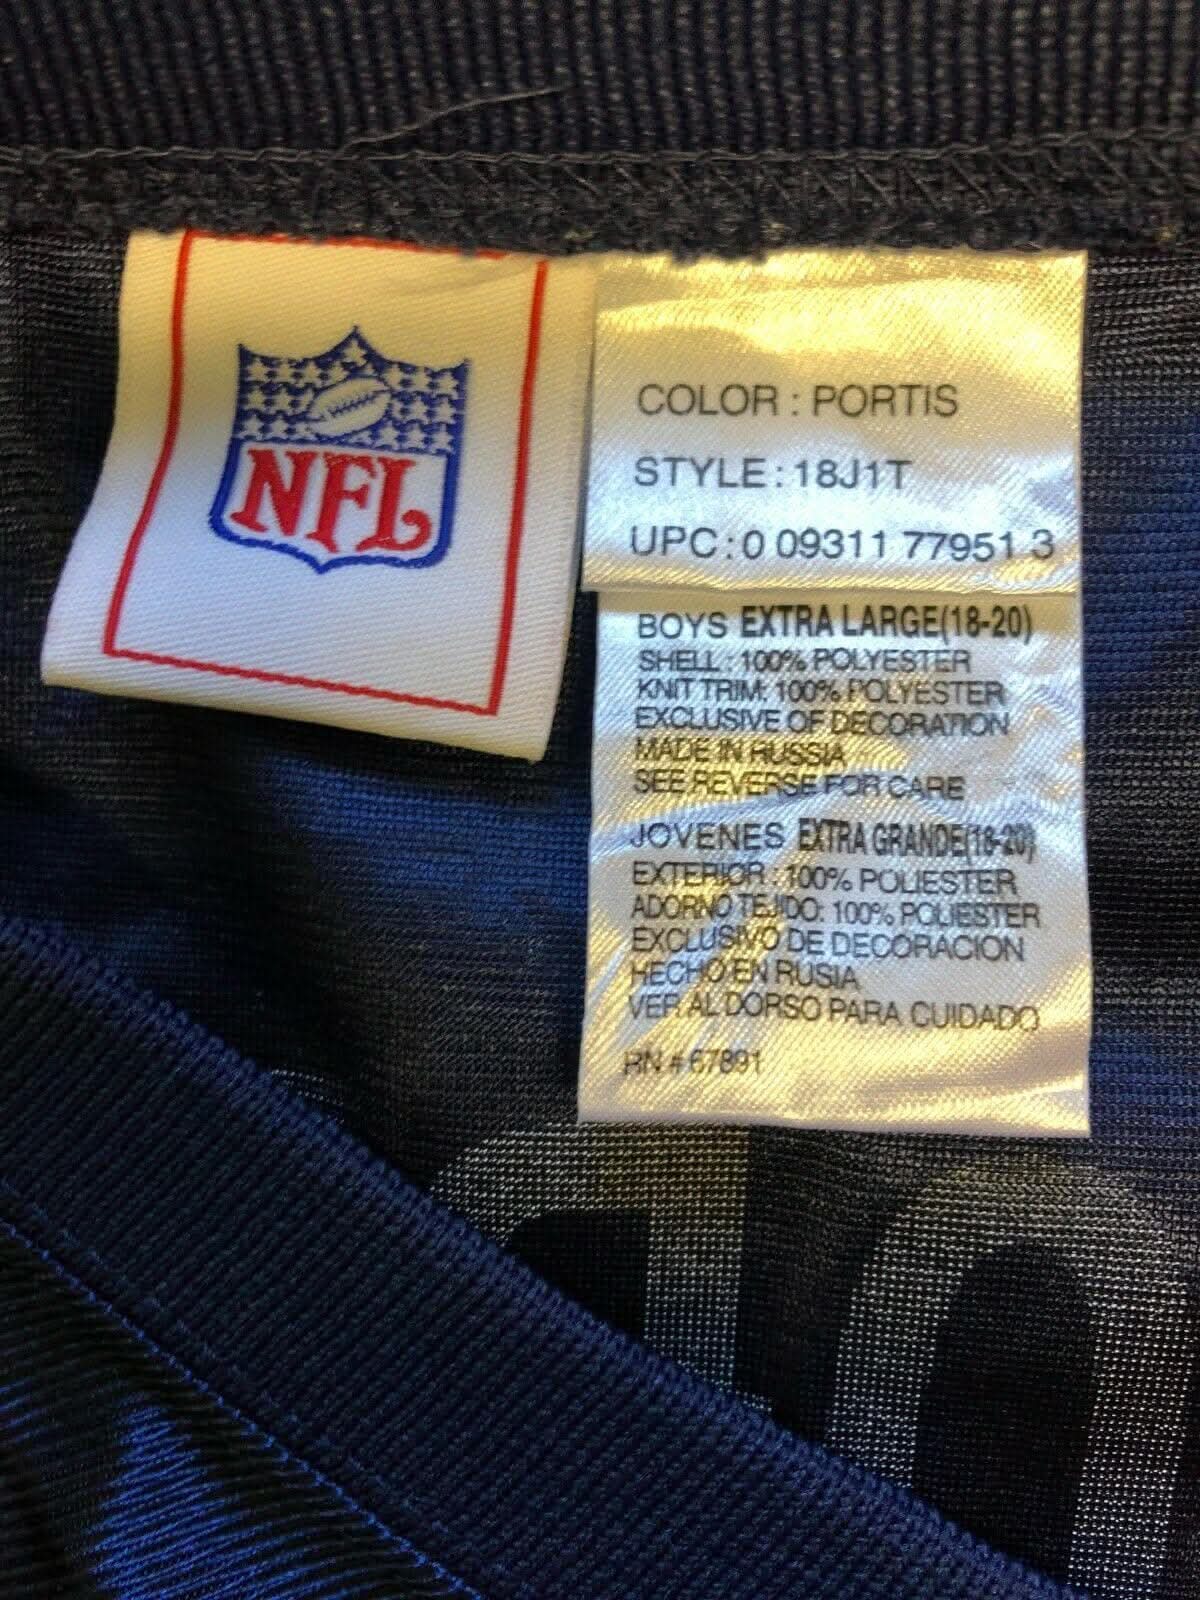 NFL
COLOR : PORTIS
STYLE : 18J1T
UPC : 0 09311 77951 3
BOYS EXTRA LARGE(18-20)
SHELL : 100% POLYESTER
KNIT TRIM: 100% POLYESTER
EXCLUSIVE OF DECORATION
MADE IN RUSSIA
SEE REVERSE FOR CARE
JOVENES EXTRA GRANDE(18-20)
EXTERIOR : 100% POLIESTER
ADORNO TEJIDO: 100% POLIESTER
EXCLUSIVO DE DECORACION
HECHO EN RUSIA
VER AL DORSO PARA CUIDADO
RN # 67891